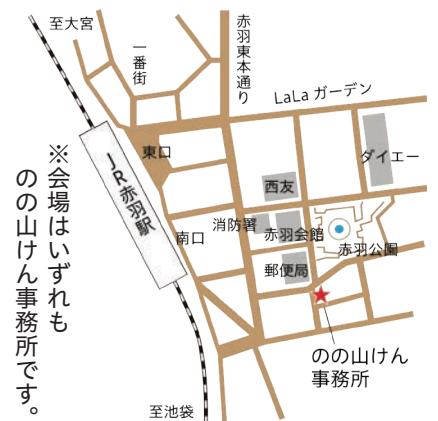 至大宮
一番街
赤羽東本通り
LaLa ガーデン
ダイエー
東口
JR赤羽駅
西友
南口
消防署
赤羽会館
赤羽公園
郵便局
※会場はいずれも
のの山けん事務所です。
のの山けん
事務所
至池袋